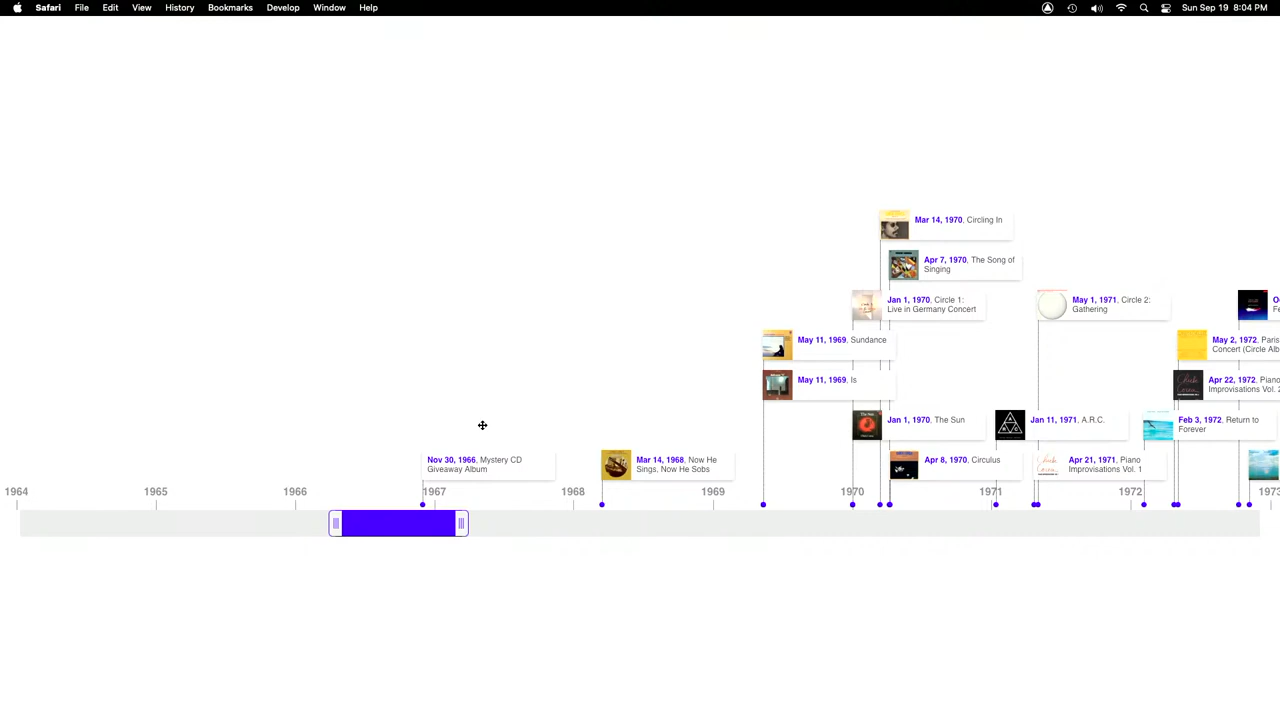 Safari File Edit View History Bookmarks Develop Window Help Sun Sep 19 8:04 PM
Mar 14, 1970. Circling In
Apr 7, 1970. The Song of
Singing
Jan 1, 1970. Circle 1:
Live in Germany Concert
May 1, 1971. Circle 2:
Gathering
May 11, 1969. Sundance
May 2, 1972. Paris
Concert (Circle Alb
May 11, 1969. Is
Apr 22, 1972. Piano
Improvisations Vol. 2
Jan 1, 1970. The Sun
Jan 11, 1971. A.R.C.
Feb 3, 1972. Return to
Forever
Nov 30, 1966. Mystery CD
Giveaway Album
Mar 14, 1968. Now He
Sings, Now He Sobs
Apr 8, 1970. Circulus
Apr 21, 1971. Piano
Improvisations Vol. 1
1964 1965 1966 1967 1968 1969 1970 1971 1972 1973